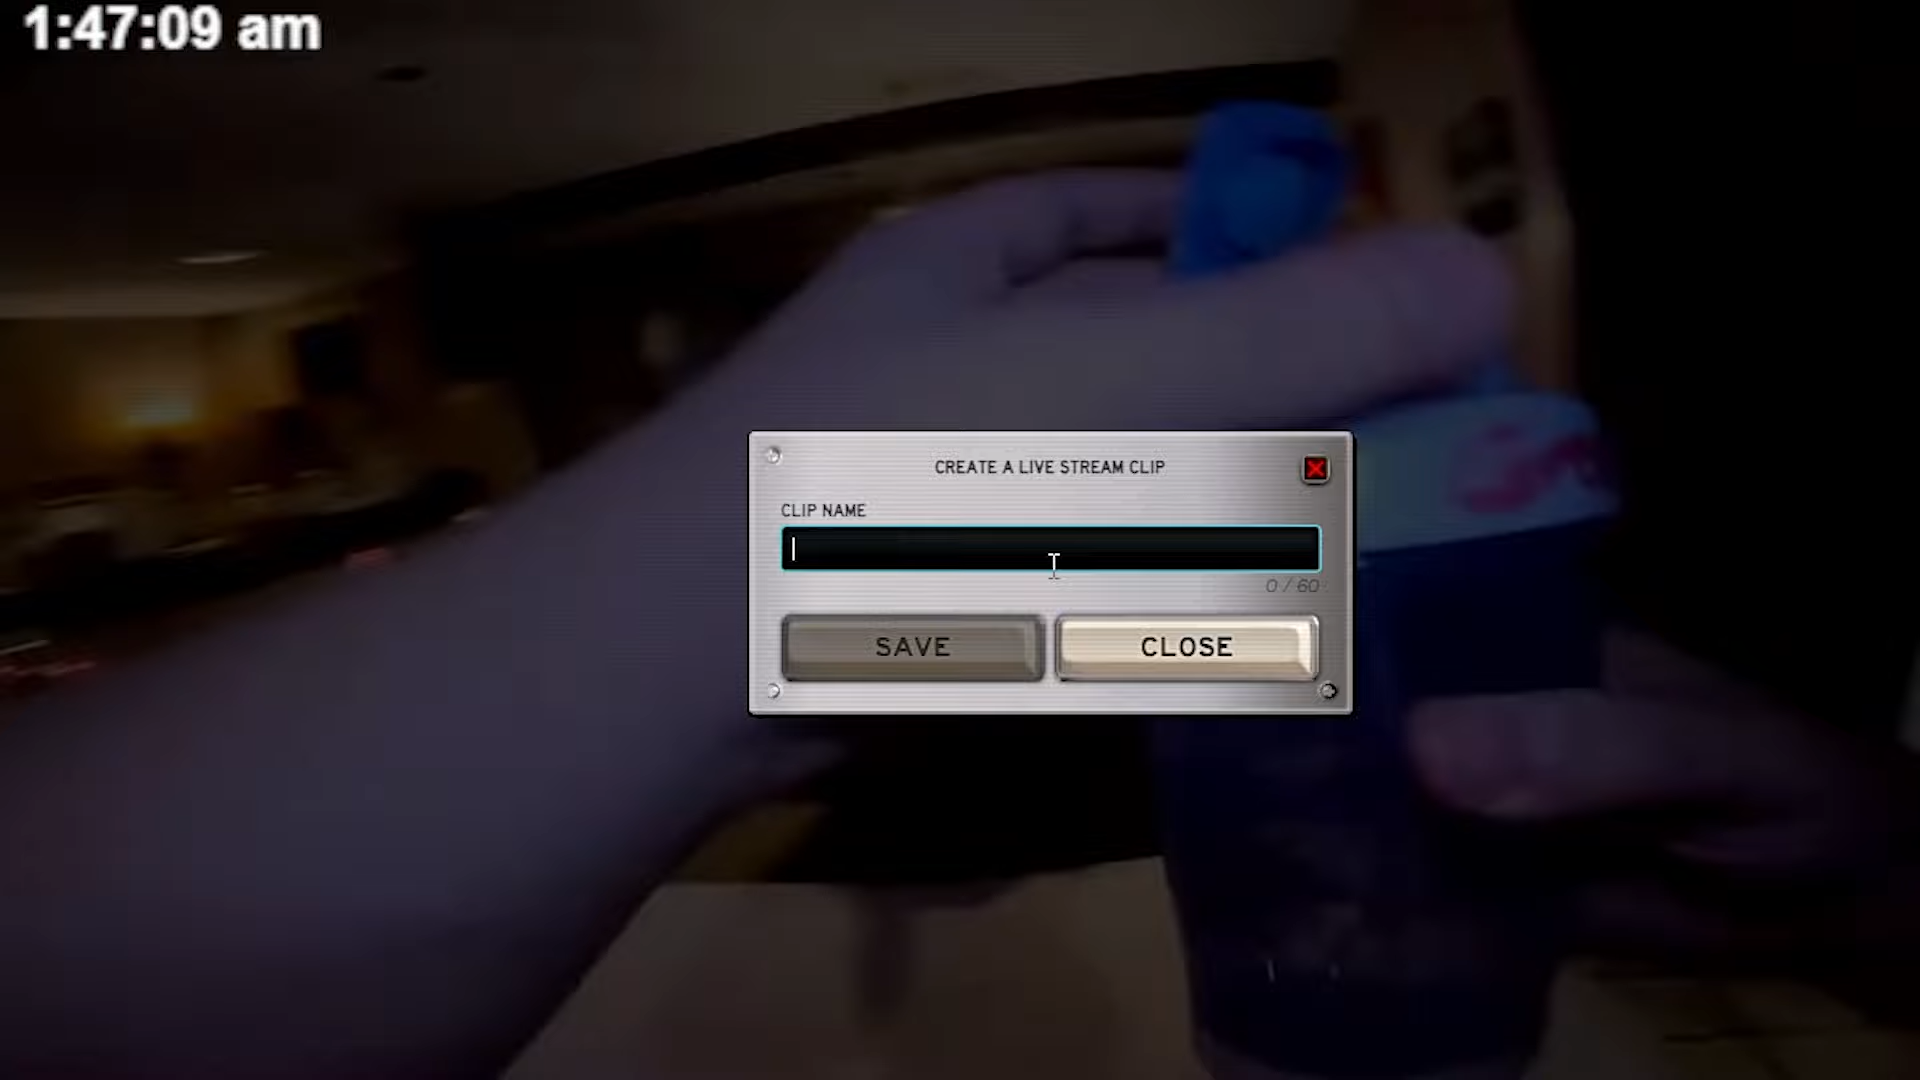 1:47:09 am
CREATE A LIVE STREAM CLIP
CLIP NAME
0 / 60
SAVE
CLOSE